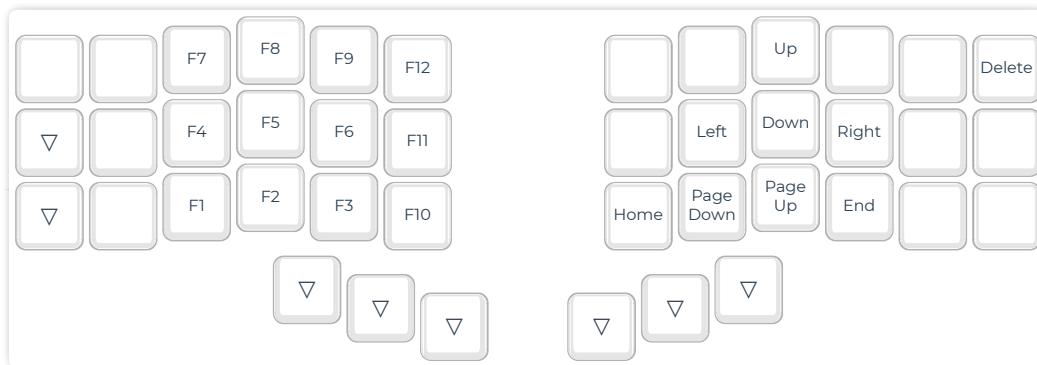 F7 F8 F9 F12 Up Delete
▽ F4 F5 F6 F11 Left Down Right
▽ F1 F2 F3 F10 Home Page Down Page Up End
▽ ▽ ▽ ▽ ▽ ▽